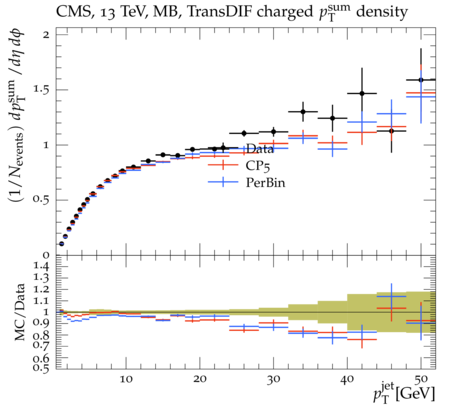 CMS, 13 TeV, MB, TransDIF charged p_T^sum density
(1/N_events) dp_T^sum/dη dϕ
2
1.5
1
0.5
0
Data
CP5
PerBin
MC/Data
1.4
1.3
1.2
1.1
1
0.9
0.8
0.7
0.6
0.5
10 20 30 40 50
p_T^jet [GeV]